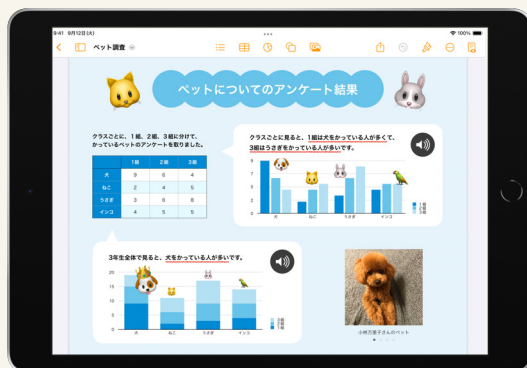 9:41 9月12日(火)
100%
ペット調査
ペットについてのアンケート結果
クラスごとに、1組、2組、3組に分けて、
かっているペットのアンケートを取りました。
1組 2組 3組
犬 9 6 4
ねこ 2 4 5
うさぎ 3 6 8
インコ 4 5 5
クラスごとに見ると、1組は犬をかっている人が多くて、
3組はうさぎをかっている人が多いです。
犬 ねこ うさぎ インコ
1組
2組
3組
3年生全体で見ると、犬をかっている人が多いです。
20
15
10
5
0
犬 ねこ うさぎ インコ
3組
2組
1組
小林万里子さんのペット